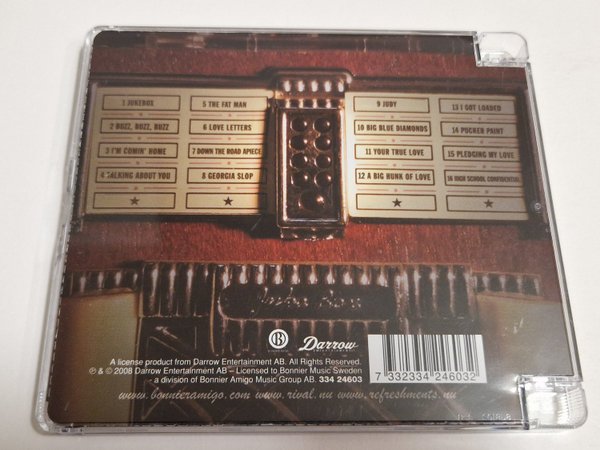 1 JUKEBOX
2 BUZZ, BUZZ, BUZZ
3 I'M COMIN' HOME
4 TALKING ABOUT YOU
5 THE FAT MAN
6 LOVE LETTERS
7 DOWN THE ROAD APIECE
8 GEORGIA SLOP
9 JUDY
10 BIG BLUE DIAMONDS
11 YOUR TRUE LOVE
12 A BIG HUNK OF LOVE
13 I GOT LOADED
14 POCKER PAINT
15 PLEDGING MY LOVE
16 HIGH SCHOOL CONFIDENTIAL
B
Darrow
A license product from Darrow Entertainment AB. All Rights Reserved.
℗ & © 2008 Darrow Entertainment AB – Licensed to Bonnier Music Sweden
a division of Bonnier Amigo Music Group AB. 334 24603
7 332334 246032
www.bonnieramigo.com www.rival.nu www.refreshments.nu